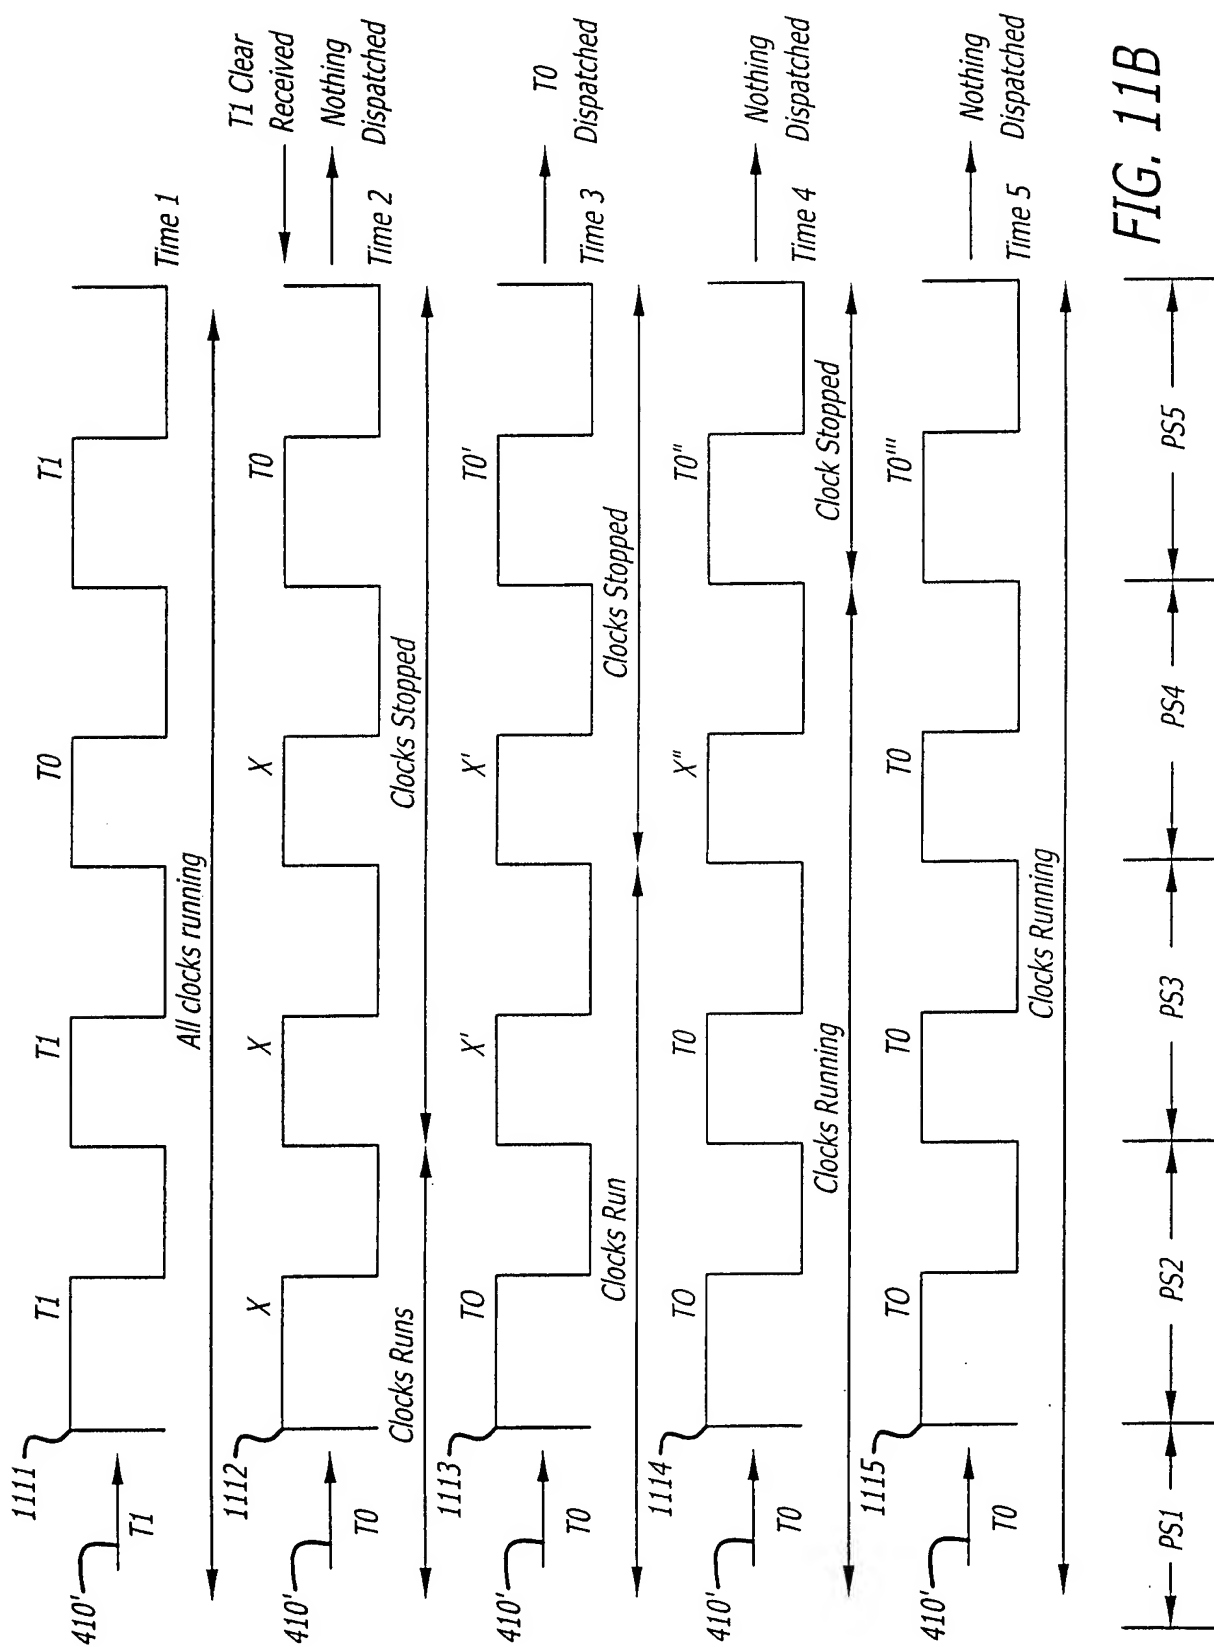 1111 T1 T1 T0 T1
410' T1 Time 1
All clocks running
T1 Clear
Received
1112 X X X T0
410' T0 Time 2
Nothing
Dispatched
Clocks Runs Clocks Stopped
1113 T0 X' X' T0'
410' T0 Time 3
T0
Dispatched
Clocks Run Clocks Stopped
1114 T0 T0 X" T0"
410' T0 Time 4
Nothing
Dispatched
Clocks Running Clock Stopped
1115 T0 T0 T0 T0"'
410' T0 Time 5
Nothing
Dispatched
Clocks Running
PS1 PS2 PS3 PS4 PS5
FIG. 11B